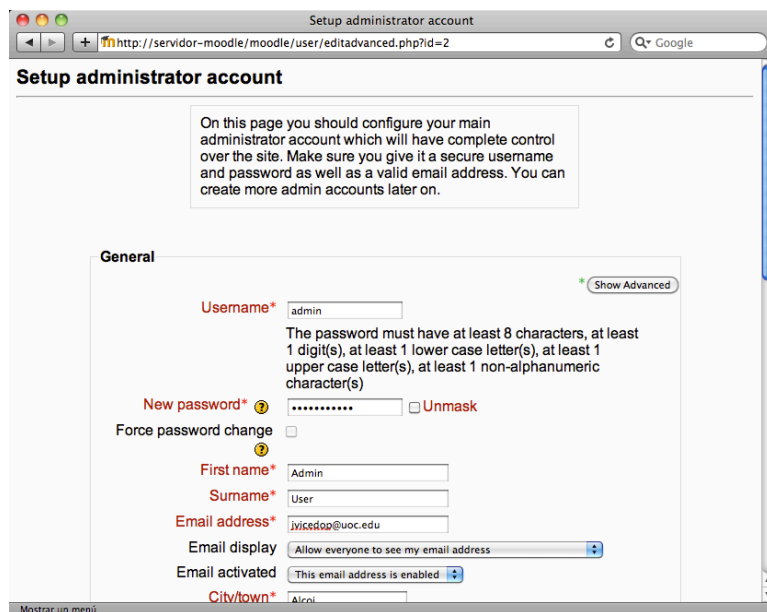 Setup administrator account
http://servidor-moodle/moodle/user/editadvanced.php?id=2
Google
Setup administrator account
On this page you should configure your main
administrator account which will have complete control
over the site. Make sure you give it a secure username
and password as well as a valid email address. You can
create more admin accounts later on.
General
* Show Advanced
Username* admin
The password must have at least 8 characters, at least
1 digit(s), at least 1 lower case letter(s), at least 1
upper case letter(s), at least 1 non-alphanumeric
character(s)
New password* ? ••••••••••• Unmask
Force password change
?
First name* Admin
Surname* User
Email address* jvicedop@uoc.edu
Email display Allow everyone to see my email address
Email activated This email address is enabled
City/town* Alcoi
Mostrar un menú